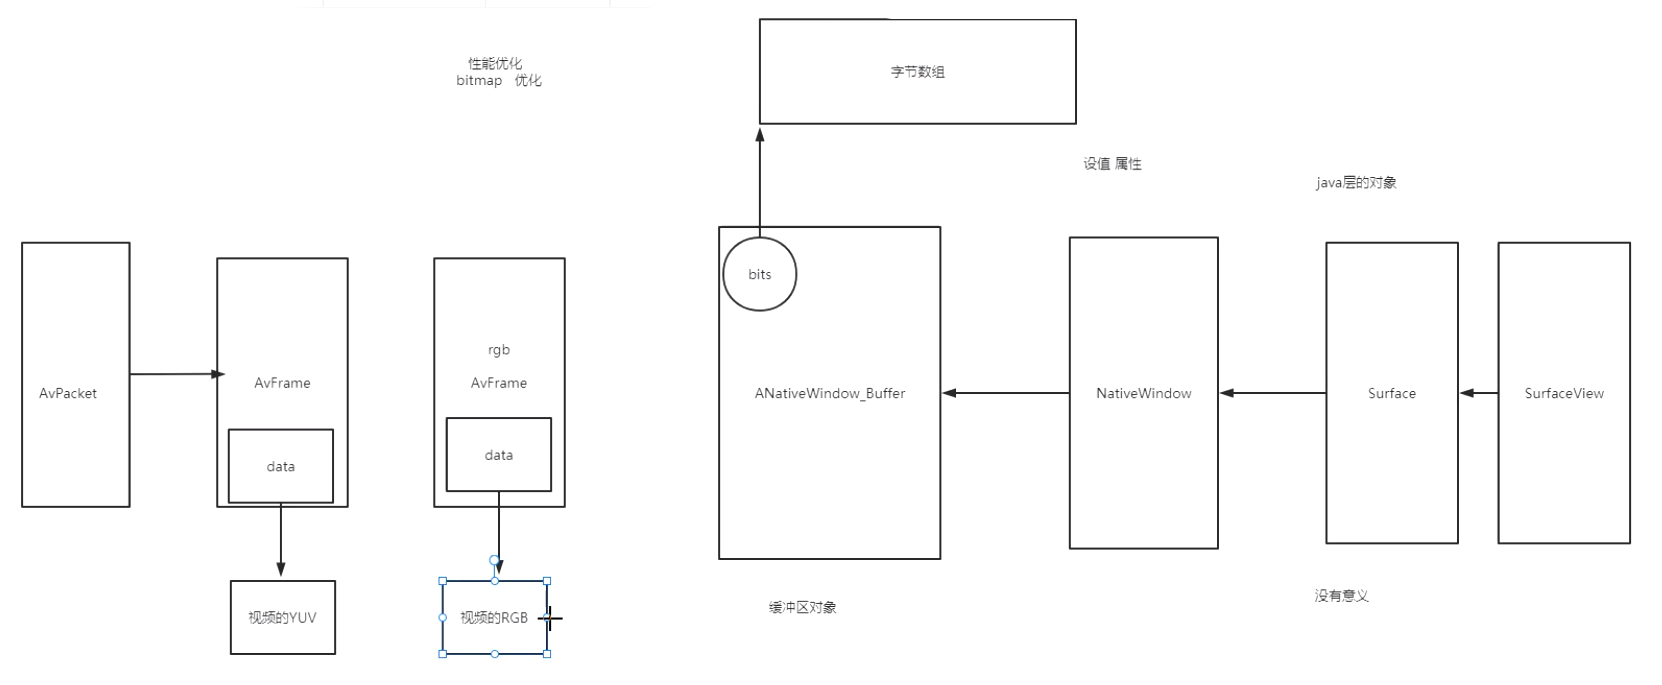 性能优化
bitmap 优化
字节数组
设值 属性
java层的对象
bits
AvPacket
AvFrame
data
视频的YUV
rgb
AvFrame
data
视频的RGB
ANativeWindow_Buffer
缓冲区对象
NativeWindow
Surface
SurfaceView
没有意义